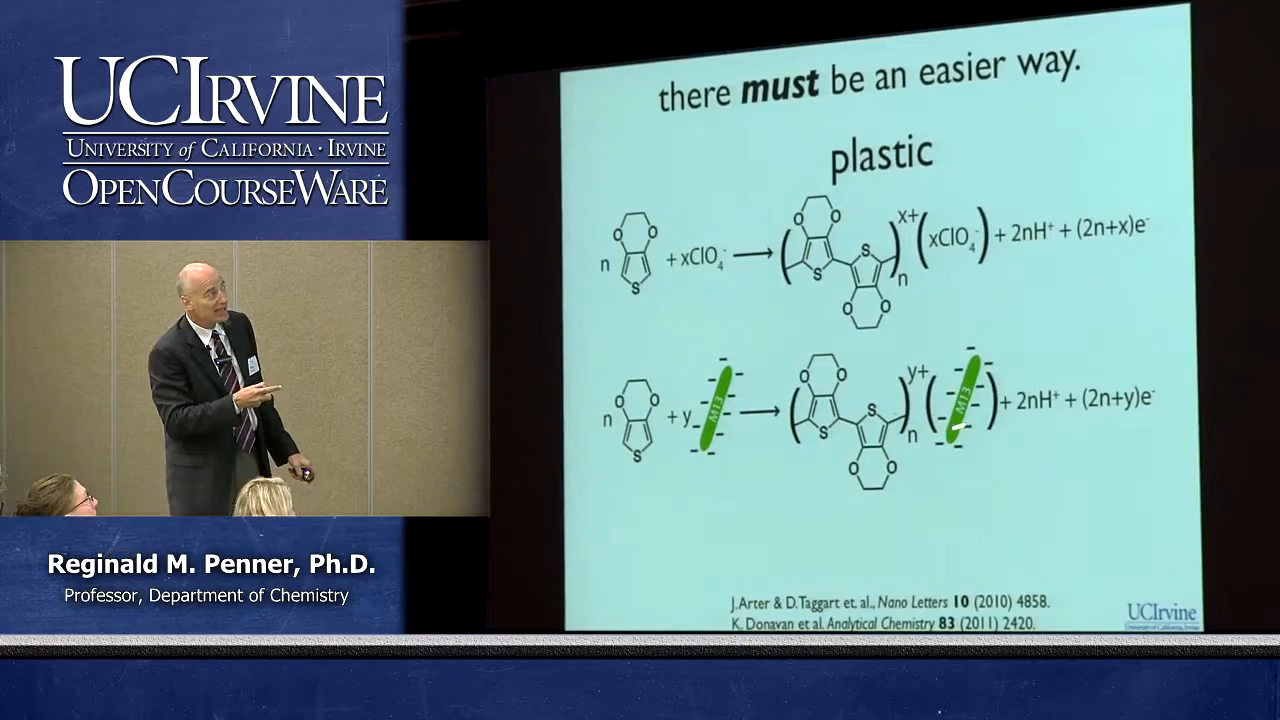 UCIRVINE
UNIVERSITY of CALIFORNIA · IRVINE
OPENCOURSEWARE
Reginald M. Penner, Ph.D.
Professor, Department of Chemistry
there must be an easier way.
plastic
n + xClO₄⁻ ⟶ ( )ₙˣ⁺ (xClO₄⁻) + 2nH⁺ + (2n+x)e⁻
O O S O O S S O O
n + y M13 ⟶ ( )ₙʸ⁺ ( M13 ) + 2nH⁺ + (2n+y)e⁻
O O S O O S S O O
J. Arter & D. Taggart et. al., Nano Letters 10 (2010) 4858.
K. Donavan et al. Analytical Chemistry 83 (2011) 2420.
UCIrvine